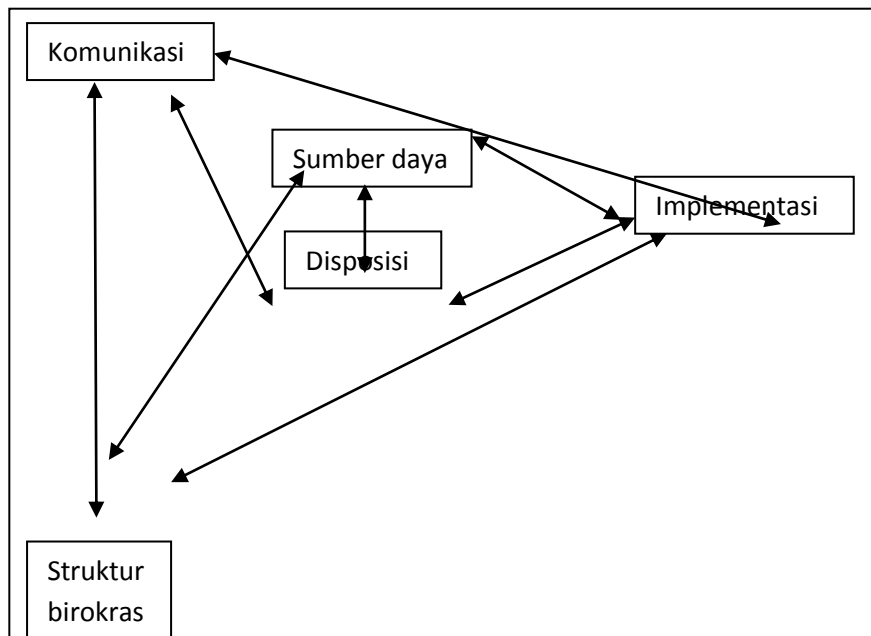 Komunikasi
Sumber daya
Implementasi
Disposisi
Struktur
birokras